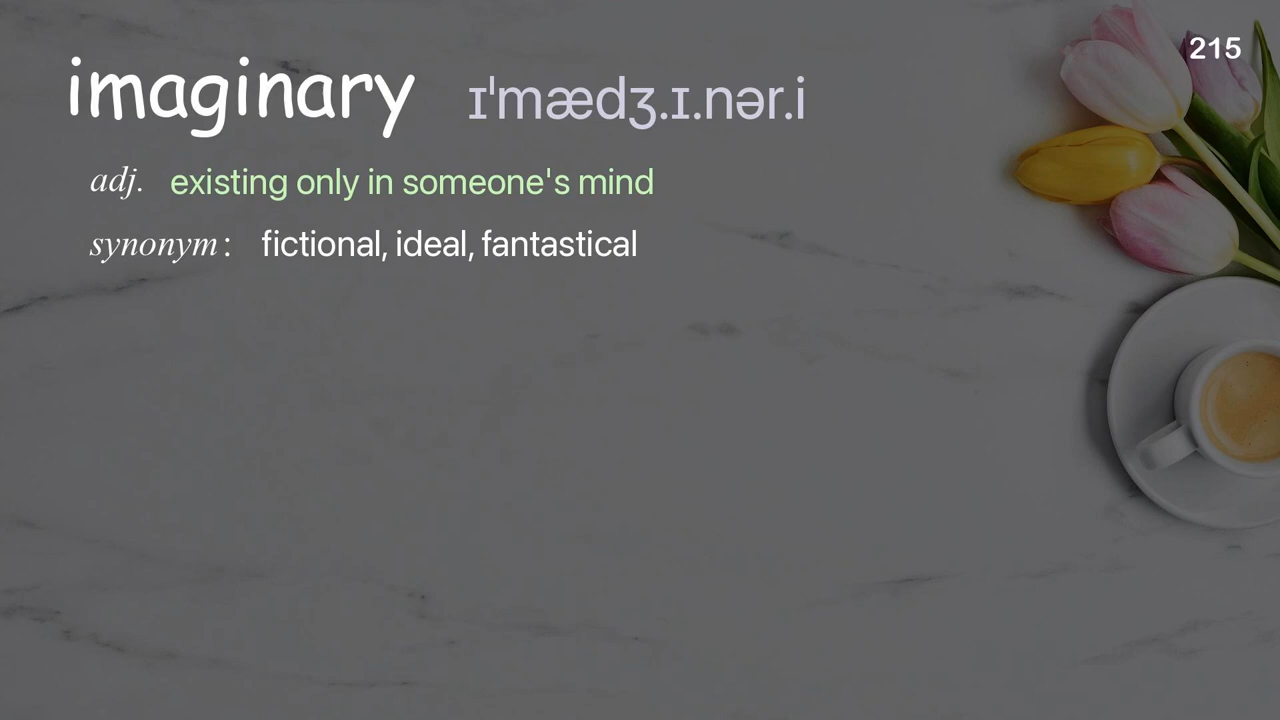 215
imaginary ɪˈmædʒ.ɪ.nər.i
adj. existing only in someone's mind
synonym : fictional, ideal, fantastical